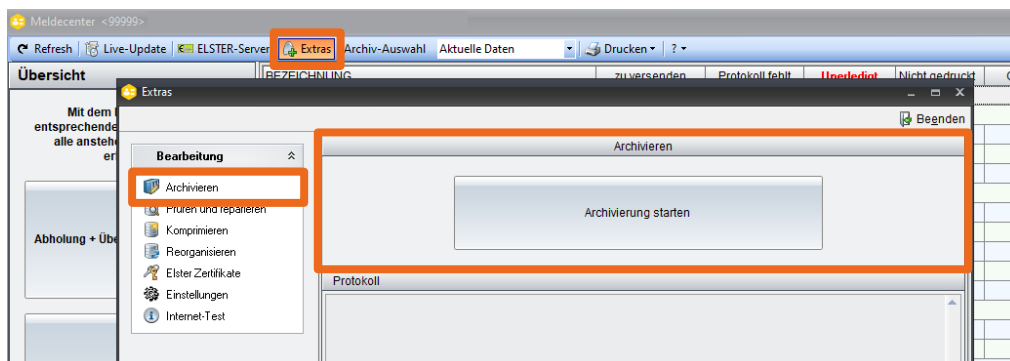 Meldecenter <99999>
Refresh Live-Update ELSTER-Server Extras Archiv-Auswahl Aktuelle Daten Drucken ?
Übersicht BEZEICHNUNG zu versenden Protokoll fehlt Unerledigt Nicht gedruckt
Extras
Mit dem
Beenden
entsprechende
alle ansteh
er
Bearbeitung
Archivieren
Archivieren
Archivierung starten
Prüfen und reparieren
Komprimieren
Abholung + Übe
Reorganisieren
Elster Zertifikate
Protokoll
Einstellungen
Internet-Test